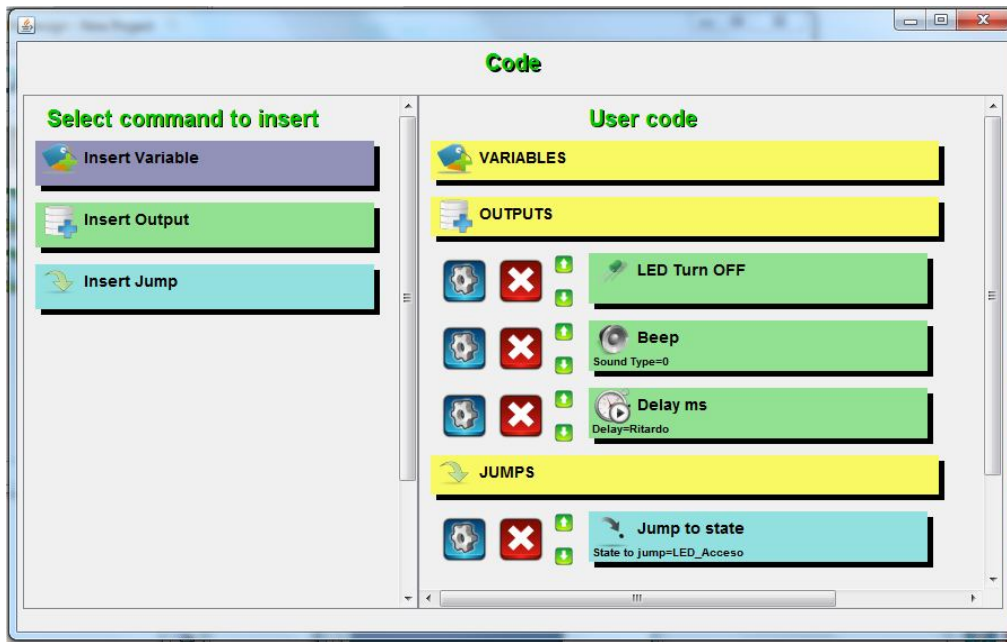 Code
Select command to insert
Insert Variable
Insert Output
Insert Jump
User code
VARIABLES
OUTPUTS
LED Turn OFF
Beep
Sound Type=0
Delay ms
Delay=Ritardo
JUMPS
Jump to state
State to jump=LED_Acceso